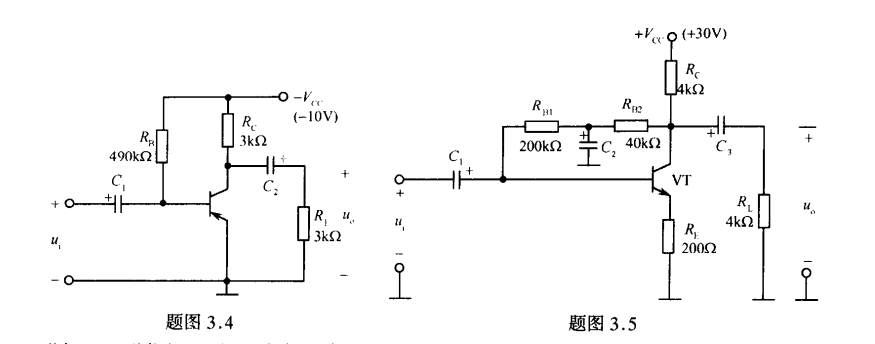 +V_CC (+30V)
R_C
4kΩ
−V_CC
(−10V)
R_B
490kΩ
R_C
3kΩ
R_B1
200kΩ
R_B2
40kΩ
C_1
+
C_2
+
R_L
3kΩ
+
u_i
−
+
u_o
−
C_1
+
C_2
+
C_3
+
VT
R_E
200Ω
R_L
4kΩ
+
u_i
−
+
u_o
−
题图 3.4
题图 3.5